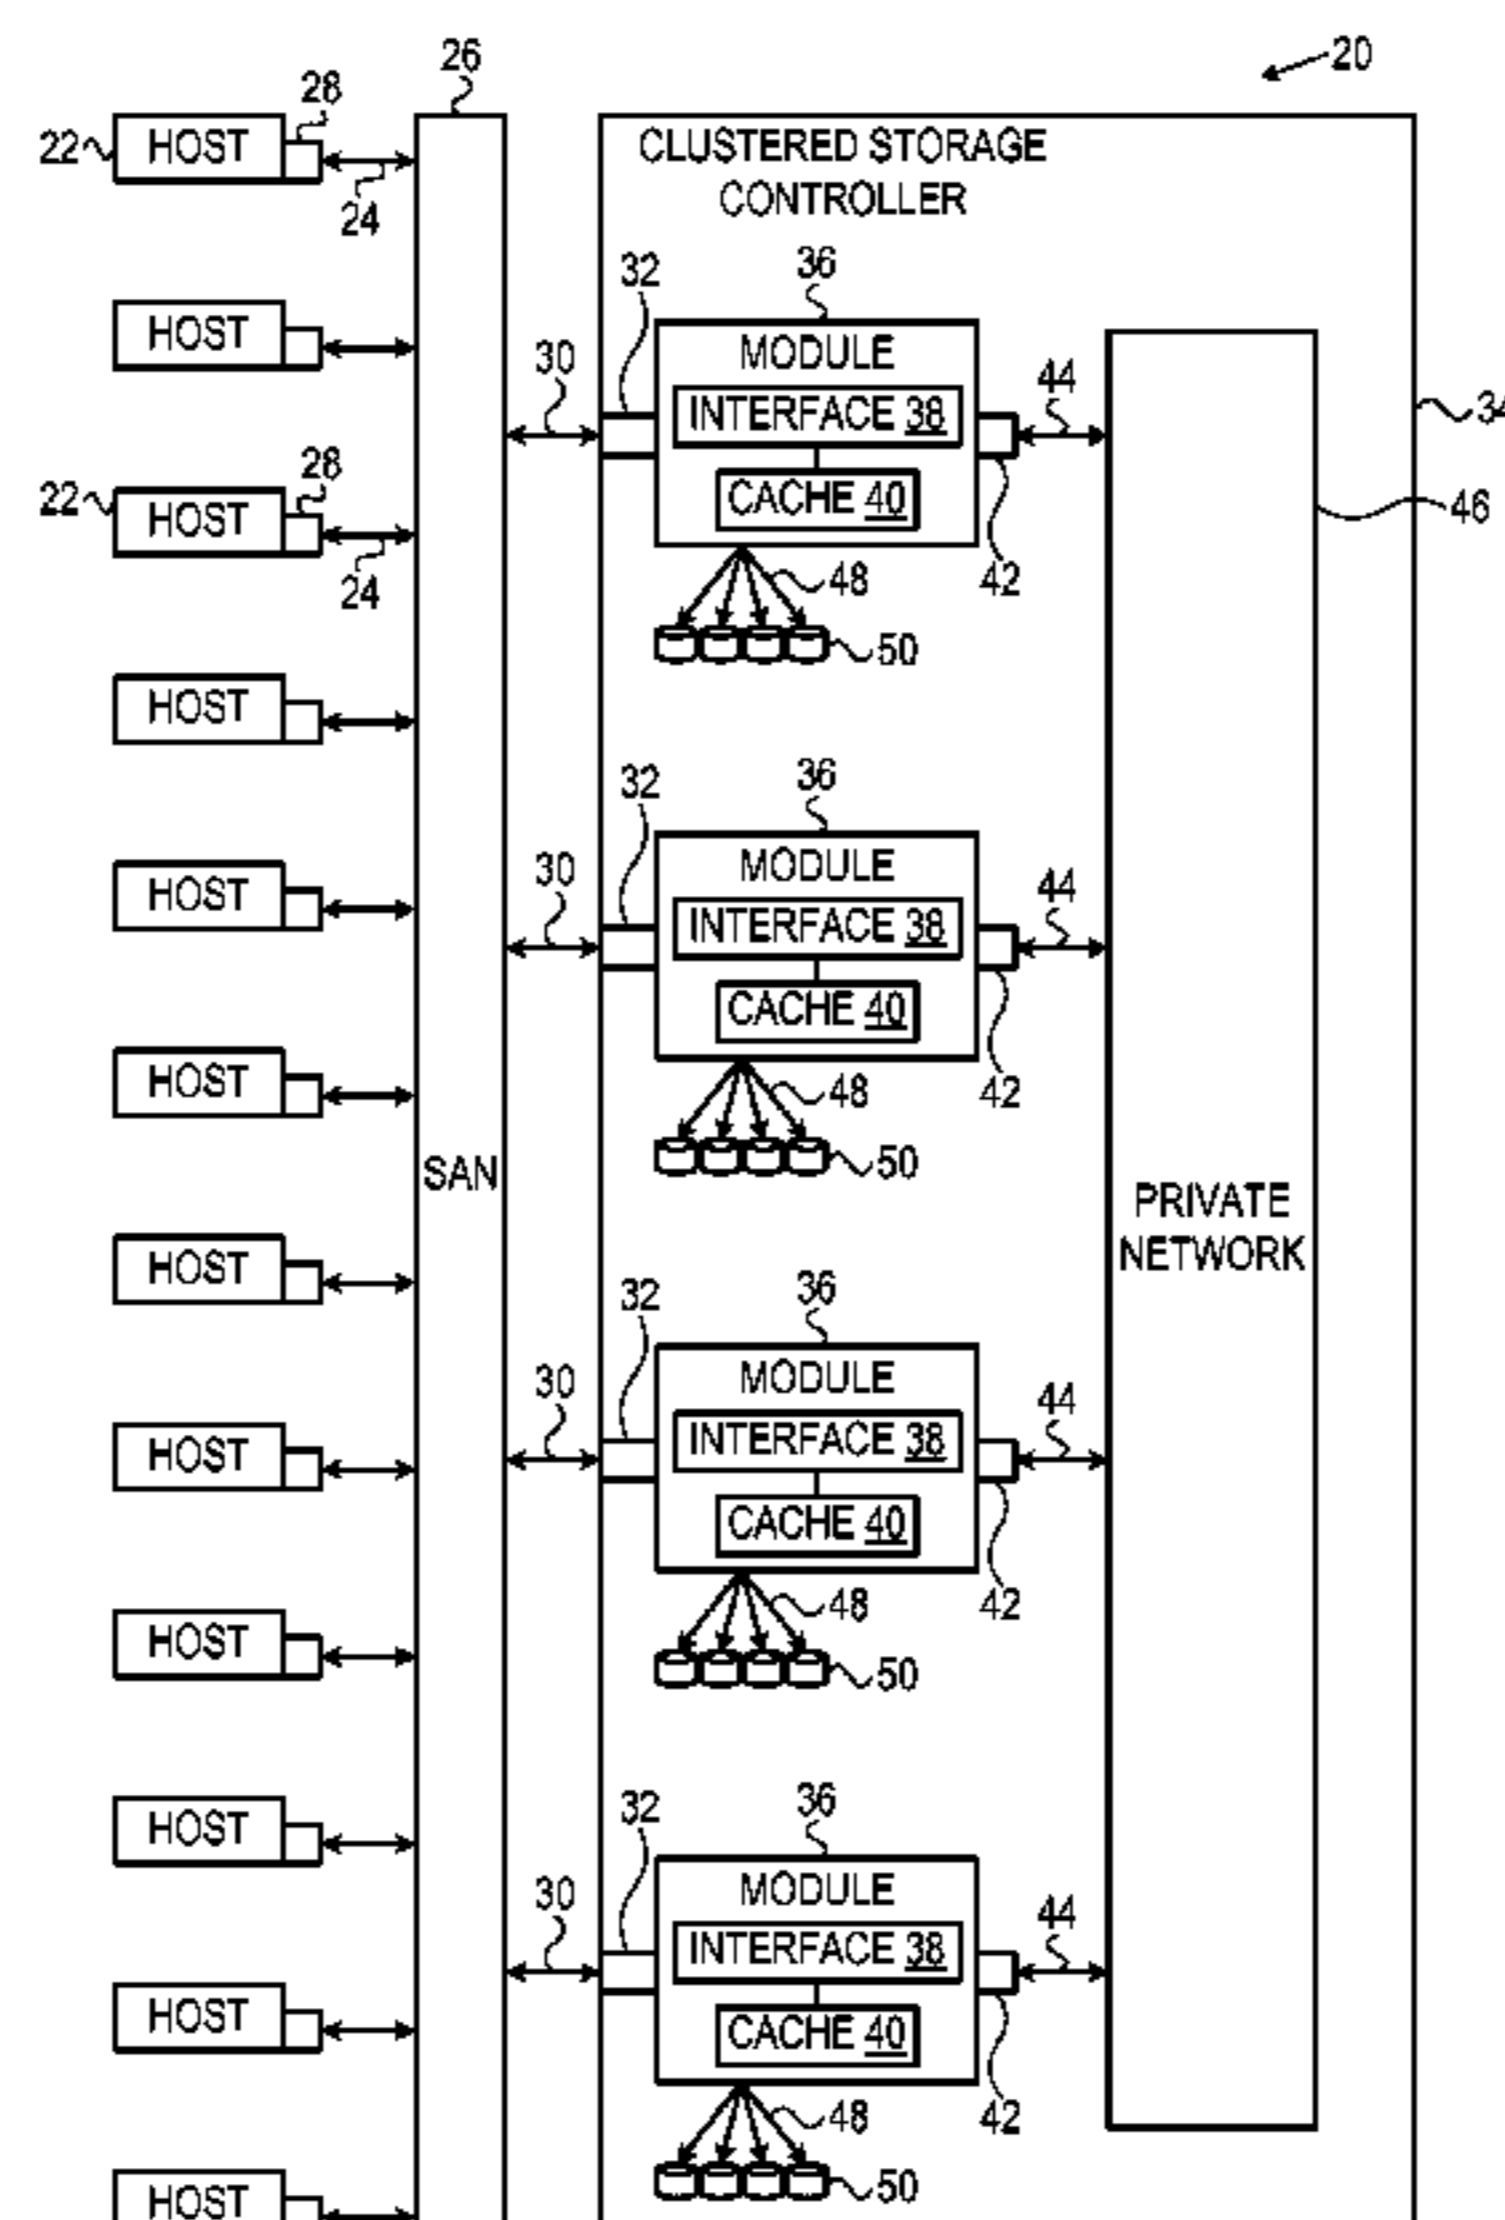 20
26
28
22 HOST
24
CLUSTERED STORAGE
CONTROLLER
HOST
28
22 HOST
24
HOST
HOST
HOST
HOST
HOST
HOST
HOST
HOST
HOST
SAN
36
32
MODULE
30
INTERFACE 38
44
CACHE 40
42
48
50
36
32
MODULE
30
INTERFACE 38
44
CACHE 40
42
48
50
36
32
MODULE
30
INTERFACE 38
44
CACHE 40
42
48
50
36
32
MODULE
30
INTERFACE 38
44
CACHE 40
42
48
50
34
46
PRIVATE
NETWORK